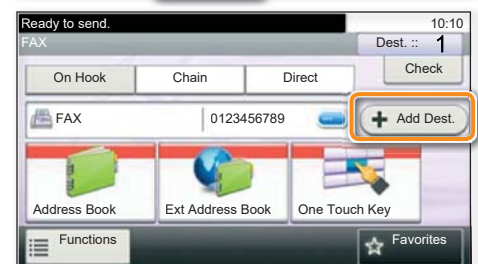 Ready to send. 10:10
FAX Dest. :: 1
On Hook Chain Direct Check
FAX 0123456789 Add Dest.
Address Book Ext Address Book One Touch Key
Functions Favorites